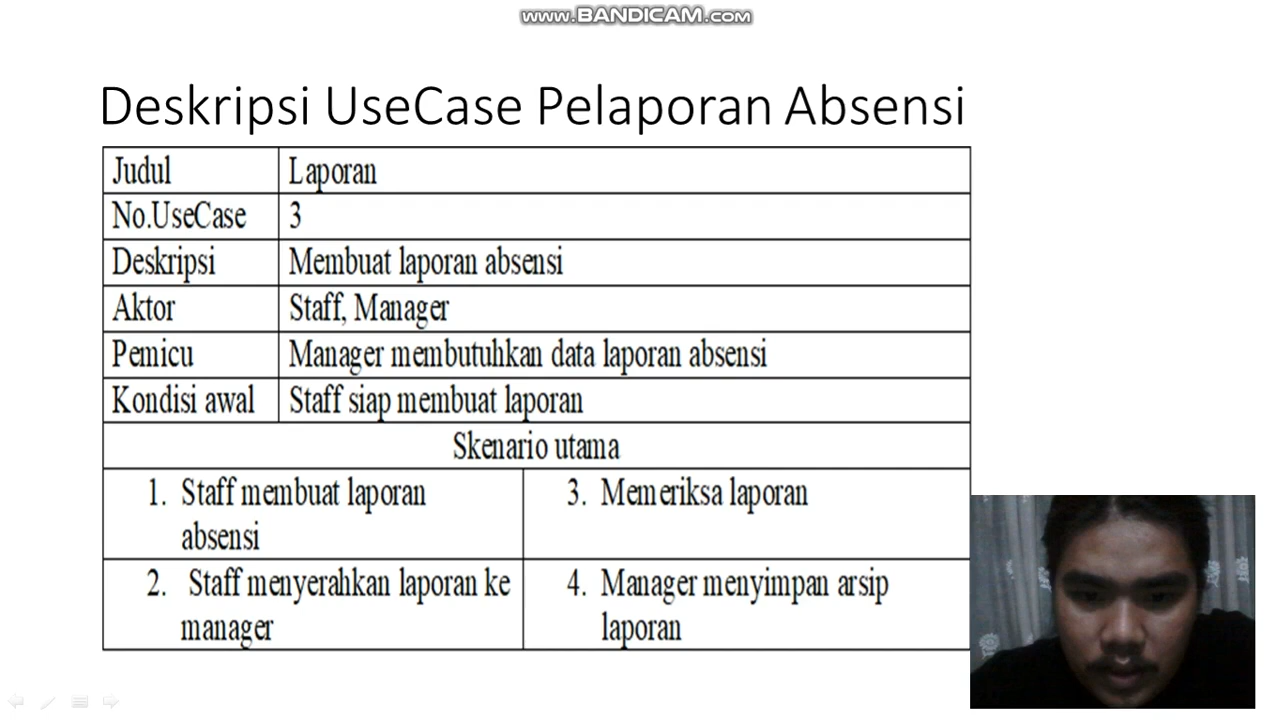 www.BANDICAM.com
Deskripsi UseCase Pelaporan Absensi
Judul
Laporan
No.UseCase
3
Deskripsi
Membuat laporan absensi
Aktor
Staff, Manager
Pemicu
Manager membutuhkan data laporan absensi
Kondisi awal
Staff siap membuat laporan
Skenario utama
1. Staff membuat laporan
absensi
3. Memeriksa laporan
2. Staff menyerahkan laporan ke
manager
4. Manager menyimpan arsip
laporan